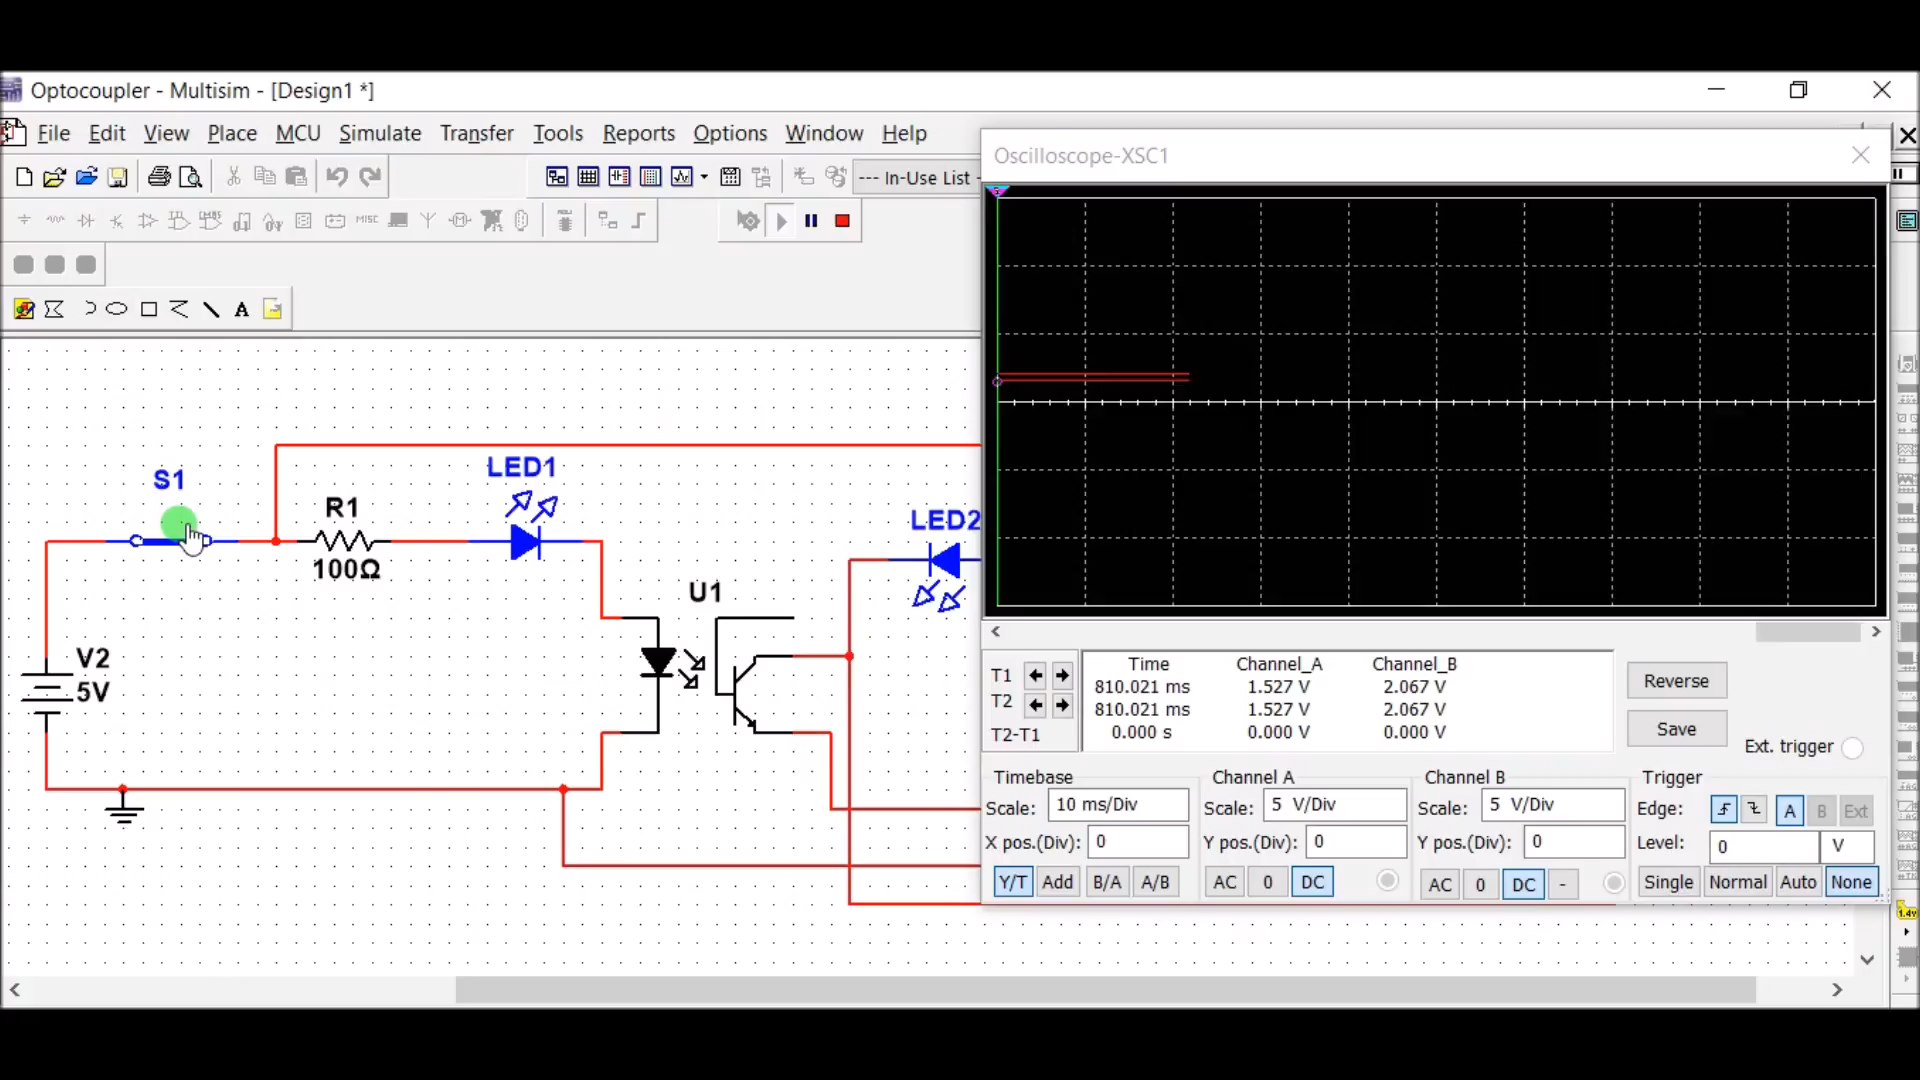 Optocoupler - Multisim - [Design1 *]
File Edit View Place MCU Simulate Transfer Tools Reports Options Window Help
--- In-Use List -
MISC
A
Oscilloscope-XSC1
S1
R1
100Ω
LED1
LED2
U1
V2
5V
T1
T2
T2-T1
Time Channel_A Channel_B
810.021 ms 1.527 V 2.067 V
810.021 ms 1.527 V 2.067 V
0.000 s 0.000 V 0.000 V
Reverse
Save
Ext. trigger
Timebase
Scale: 10 ms/Div
X pos.(Div): 0
Y/T Add B/A A/B
Channel A
Scale: 5 V/Div
Y pos.(Div): 0
AC 0 DC
Channel B
Scale: 5 V/Div
Y pos.(Div): 0
AC 0 DC -
Trigger
Edge: A B Ext
Level: 0 V
Single Normal Auto None
1.4v